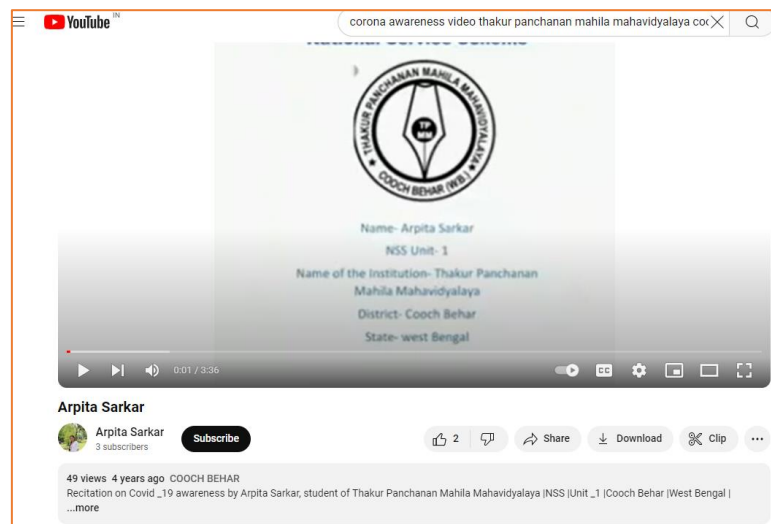 YouTube IN
corona awareness video thakur panchanan mahila mahavidyalaya coo
National Service Scheme
THAKUR PANCHANAN MAHILA MAHAVIDYALAYA
TP
MM
COOCH BEHAR (W.B.)
Name- Arpita Sarkar
NSS Unit- 1
Name of the Institution- Thakur Panchanan
Mahila Mahavidyalaya
District- Cooch Behar
State- west Bengal
0:01 / 3:36
CC
Arpita Sarkar
Arpita Sarkar
3 subscribers
Subscribe
2
Share
Download
Clip
49 views 4 years ago COOCH BEHAR
Recitation on Covid _19 awareness by Arpita Sarkar, student of Thakur Panchanan Mahila Mahavidyalaya |NSS |Unit _1 |Cooch Behar |West Bengal |
...more